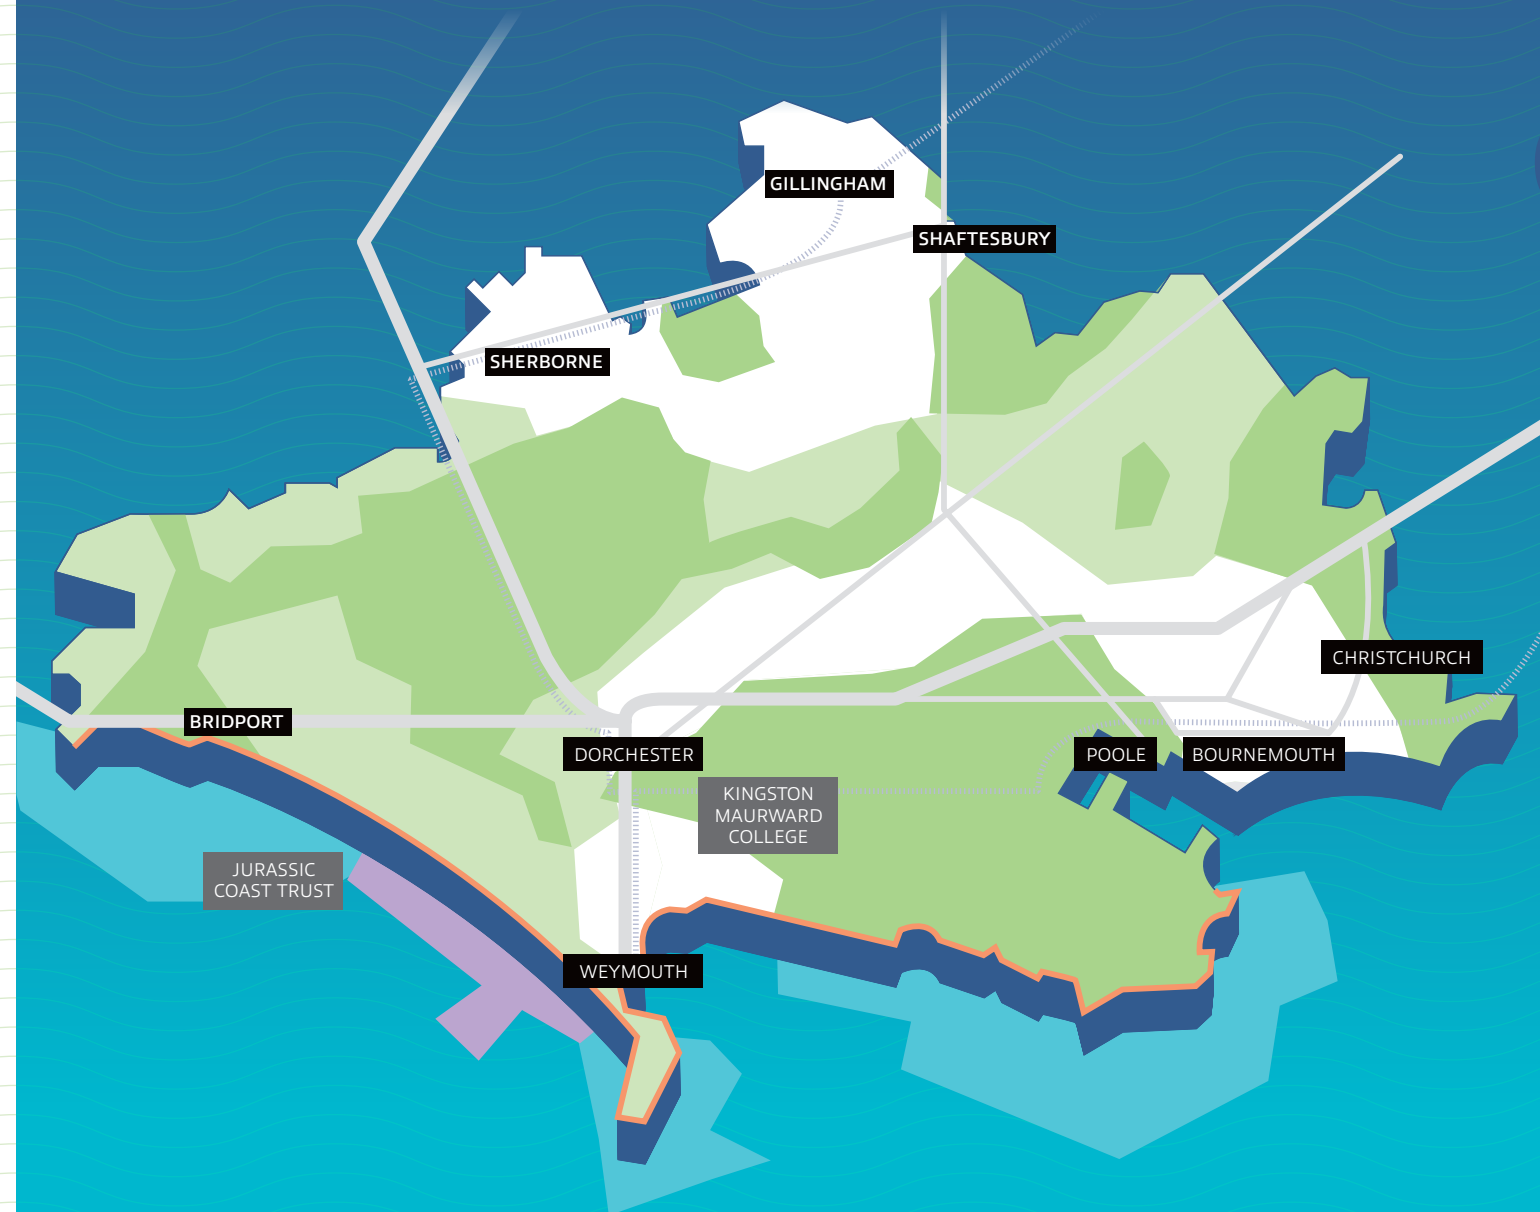 GILLINGHAM
SHAFTESBURY
SHERBORNE
CHRISTCHURCH
BRIDPORT
DORCHESTER
POOLE
BOURNEMOUTH
KINGSTON
MAURWARD
COLLEGE
JURASSIC
COAST TRUST
WEYMOUTH